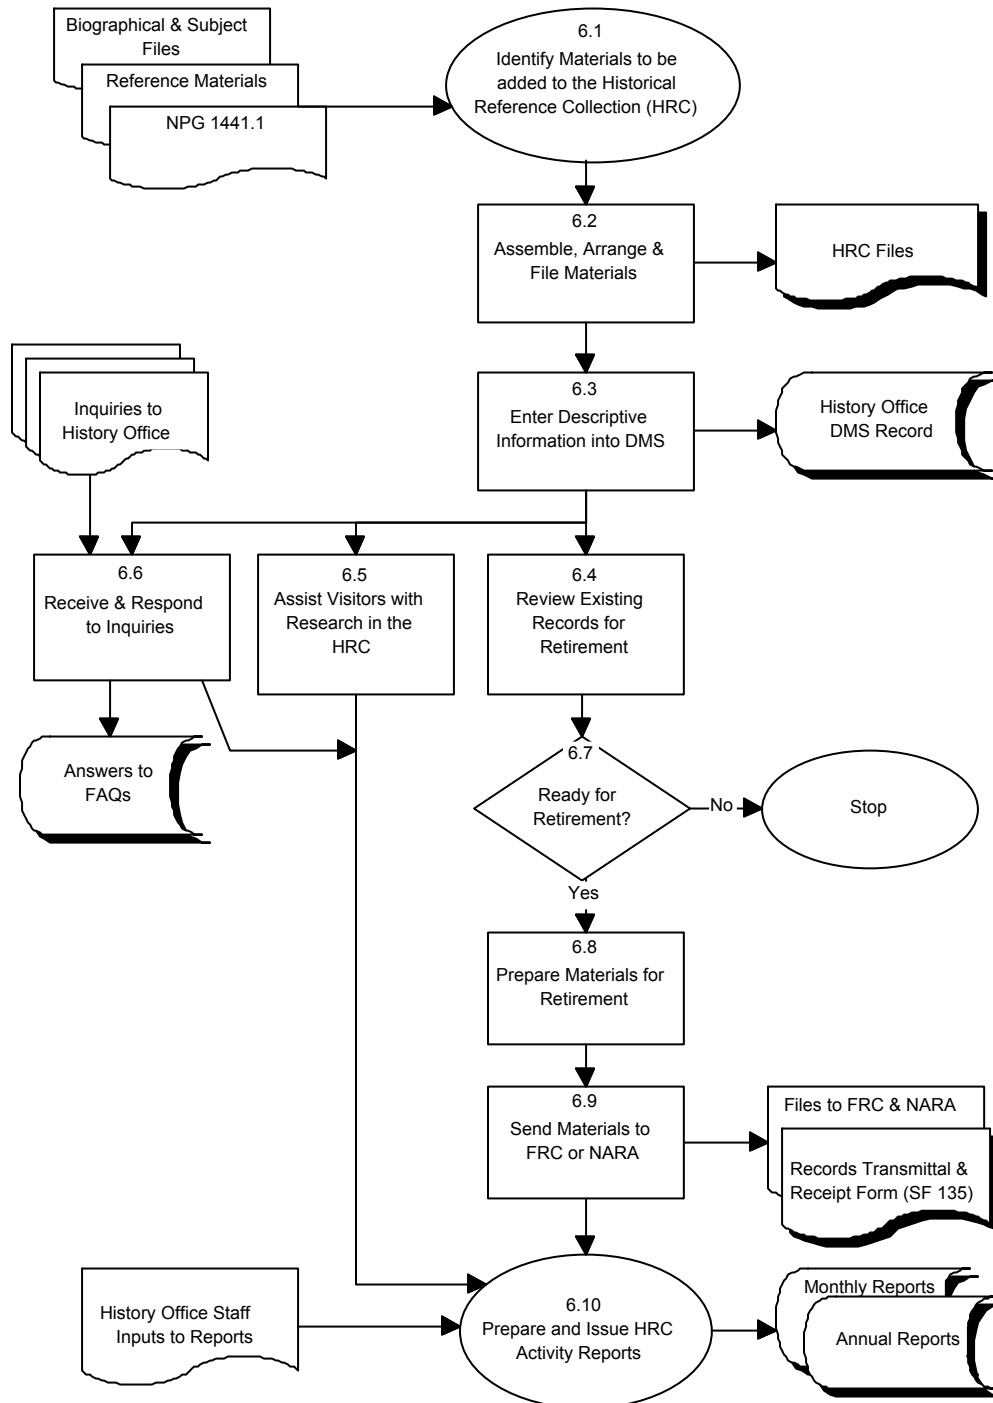 Biographical & Subject
Files
Reference Materials
NPG 1441.1
6.1
Identify Materials to be
added to the Historical
Reference Collection (HRC)
6.2
Assemble, Arrange &
File Materials
HRC Files
Inquiries to
History Office
6.3
Enter Descriptive
Information into DMS
History Office
DMS Record
6.6
Receive & Respond
to Inquiries
6.5
Assist Visitors with
Research in the
HRC
6.4
Review Existing
Records for
Retirement
Answers to
FAQs
6.7
Ready for
Retirement?
No
Stop
Yes
6.8
Prepare Materials for
Retirement
6.9
Send Materials to
FRC or NARA
Files to FRC & NARA
Records Transmittal &
Receipt Form (SF 135)
History Office Staff
Inputs to Reports
6.10
Prepare and Issue HRC
Activity Reports
Monthly Reports
Annual Reports